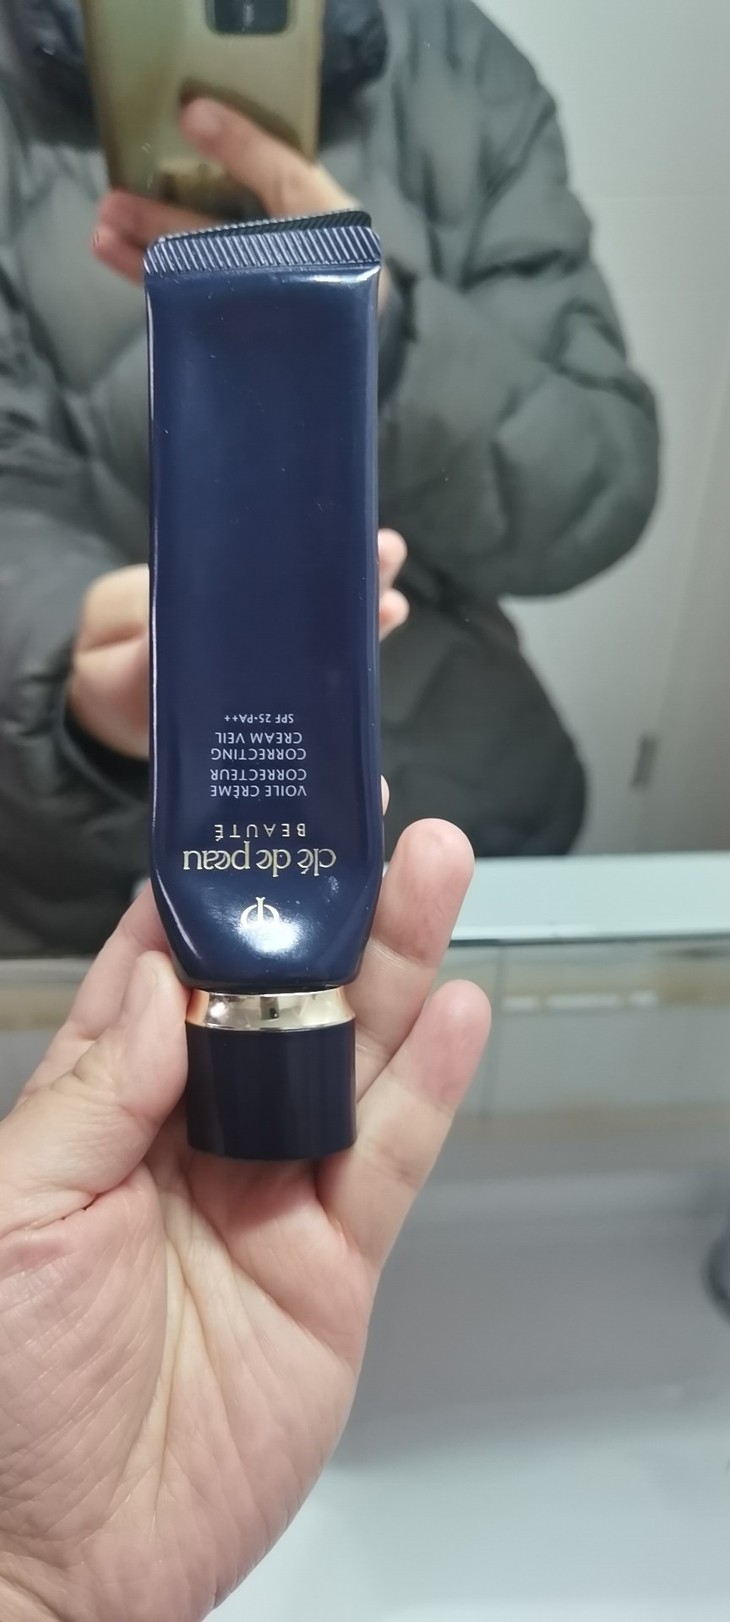 clé de peau
BEAUTÉ
VOILE CRÈME
CORRECTEUR
CORRECTING
CREAM VEIL
SPF 25・PA++